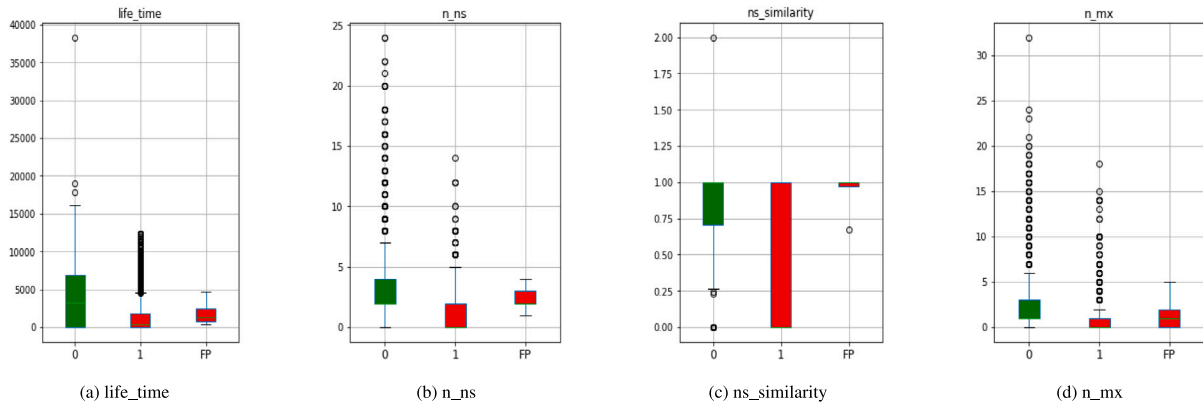 life_time
40000
35000
30000
25000
20000
15000
10000
5000
0
0 1 FP
(a) life_time
n_ns
25
20
15
10
5
0
0 1 FP
(b) n_ns
ns_similarity
2.00
1.75
1.50
1.25
1.00
0.75
0.50
0.25
0.00
0 1 FP
(c) ns_similarity
n_mx
30
25
20
15
10
5
0
0 1 FP
(d) n_mx